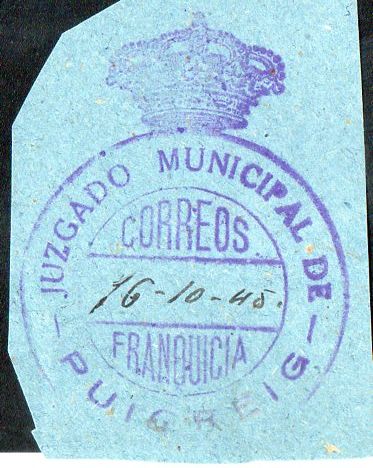 JUZGADO MUNICIPAL DE
CORREOS
16-10-45.
FRANQUICIA
PUIGREIG